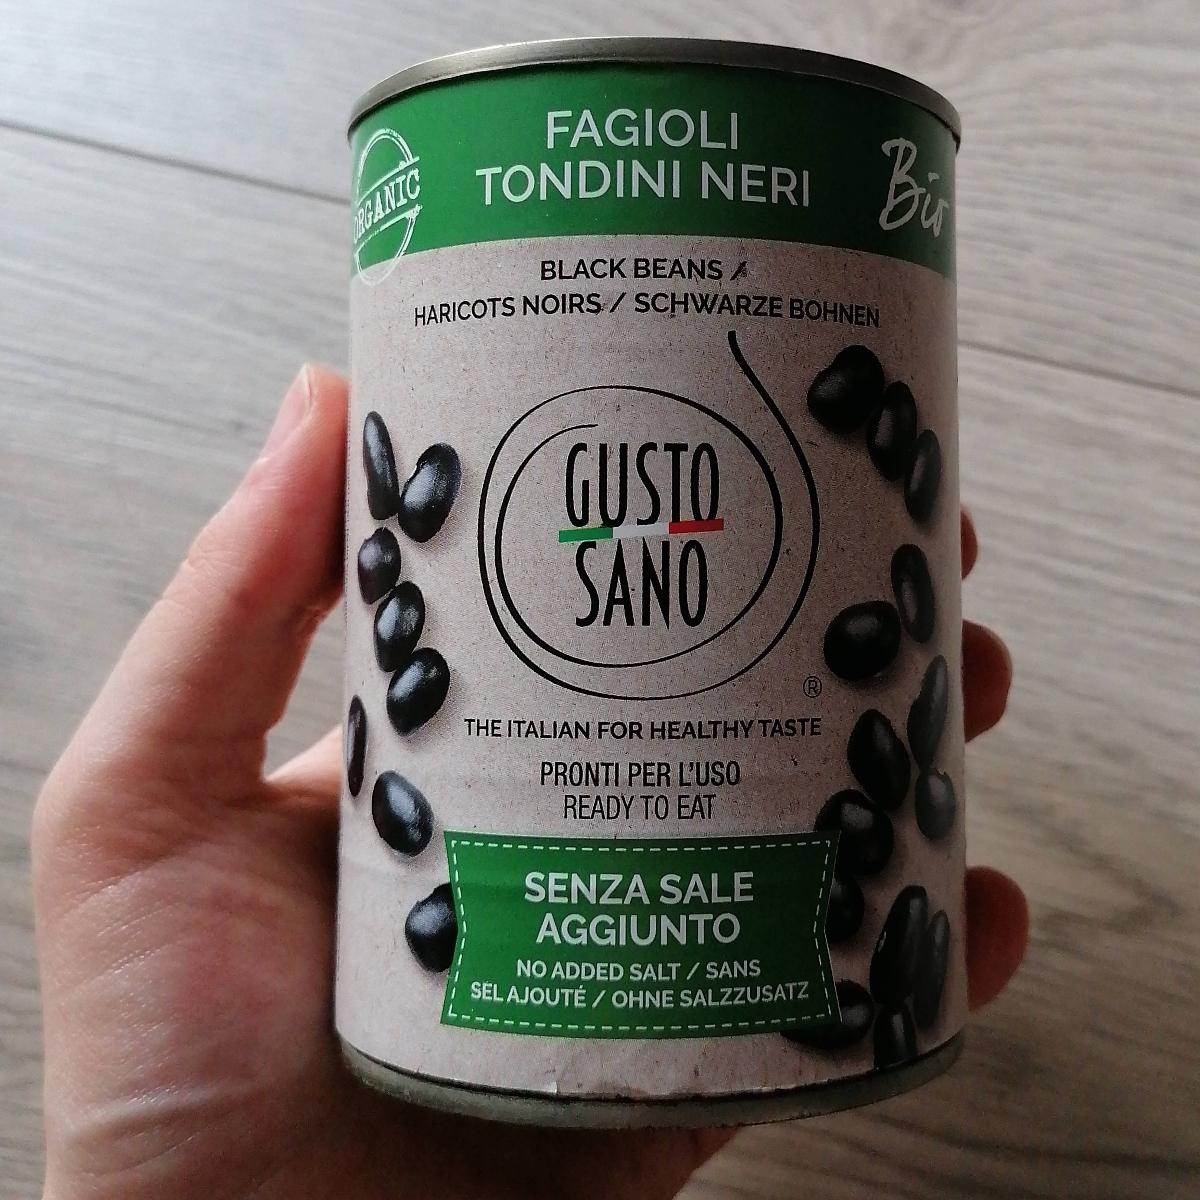 FAGIOLI
TONDINI NERI
ORGANIC
Bio
BLACK BEANS /
HARICOTS NOIRS / SCHWARZE BOHNEN
GUSTO
SANO
®
THE ITALIAN FOR HEALTHY TASTE
PRONTI PER L'USO
READY TO EAT
SENZA SALE
AGGIUNTO
NO ADDED SALT / SANS
SEL AJOUTÉ / OHNE SALZZUSATZ